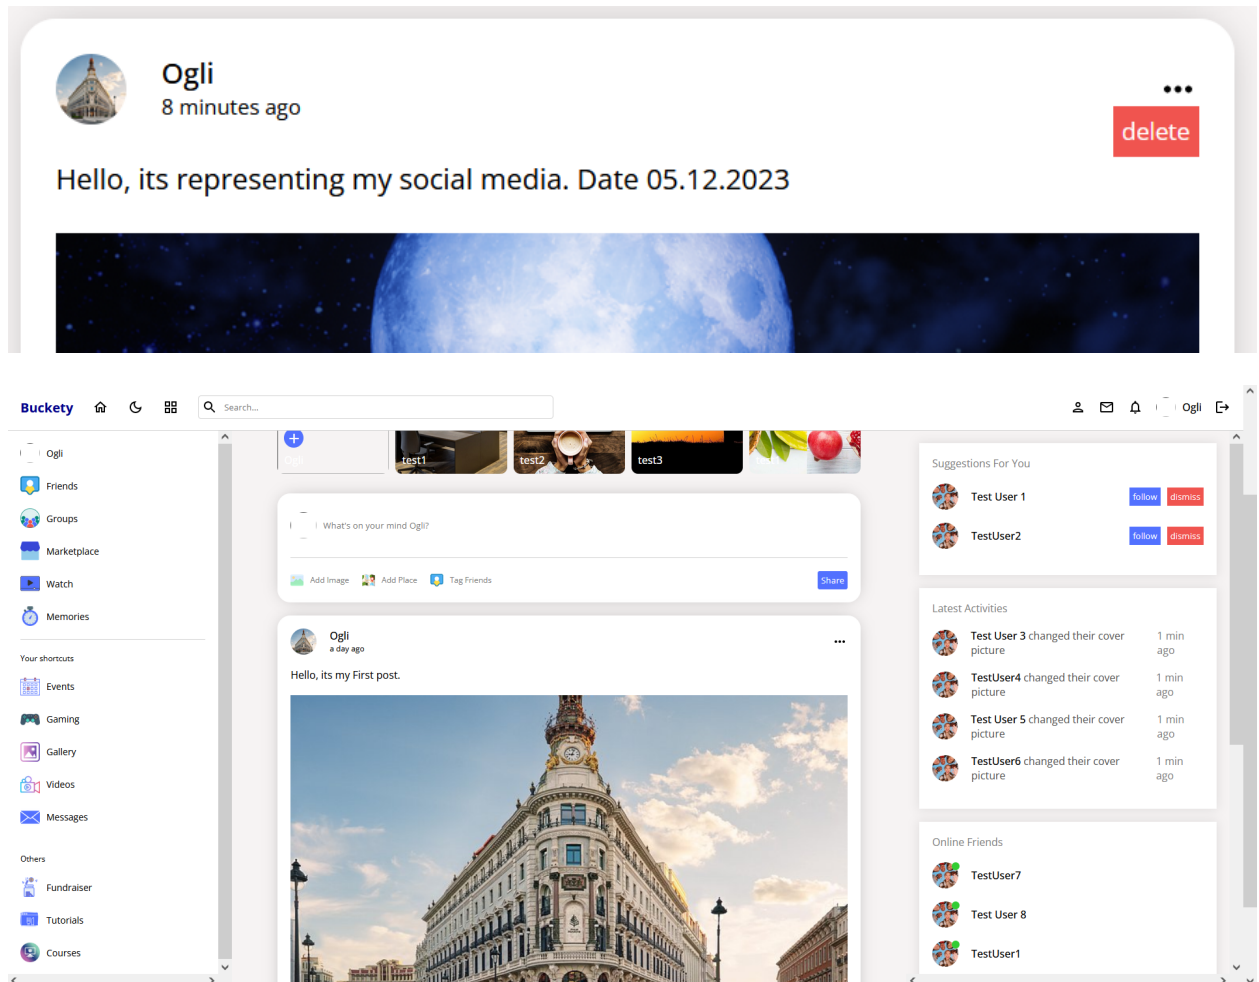 Ogli
8 minutes ago
delete
Hello, its representing my social media. Date 05.12.2023
Buckety
Search...
Ogli
Ogli
Friends
Groups
Marketplace
Watch
Memories
Your shortcuts
Events
Gaming
Gallery
Videos
Messages
Others
Fundraiser
Tutorials
Courses
Ogli
test1
test2
test3
What's on your mind Ogli?
Add Image
Add Place
Tag Friends
Share
Ogli
a day ago
Hello, its my First post.
Suggestions For You
Test User 1
follow
dismiss
TestUser2
follow
dismiss
Latest Activities
Test User 3 changed their cover
picture
1 min
ago
TestUser4 changed their cover
picture
1 min
ago
Test User 5 changed their cover
picture
1 min
ago
TestUser6 changed their cover
picture
1 min
ago
Online Friends
TestUser7
Test User 8
TestUser1